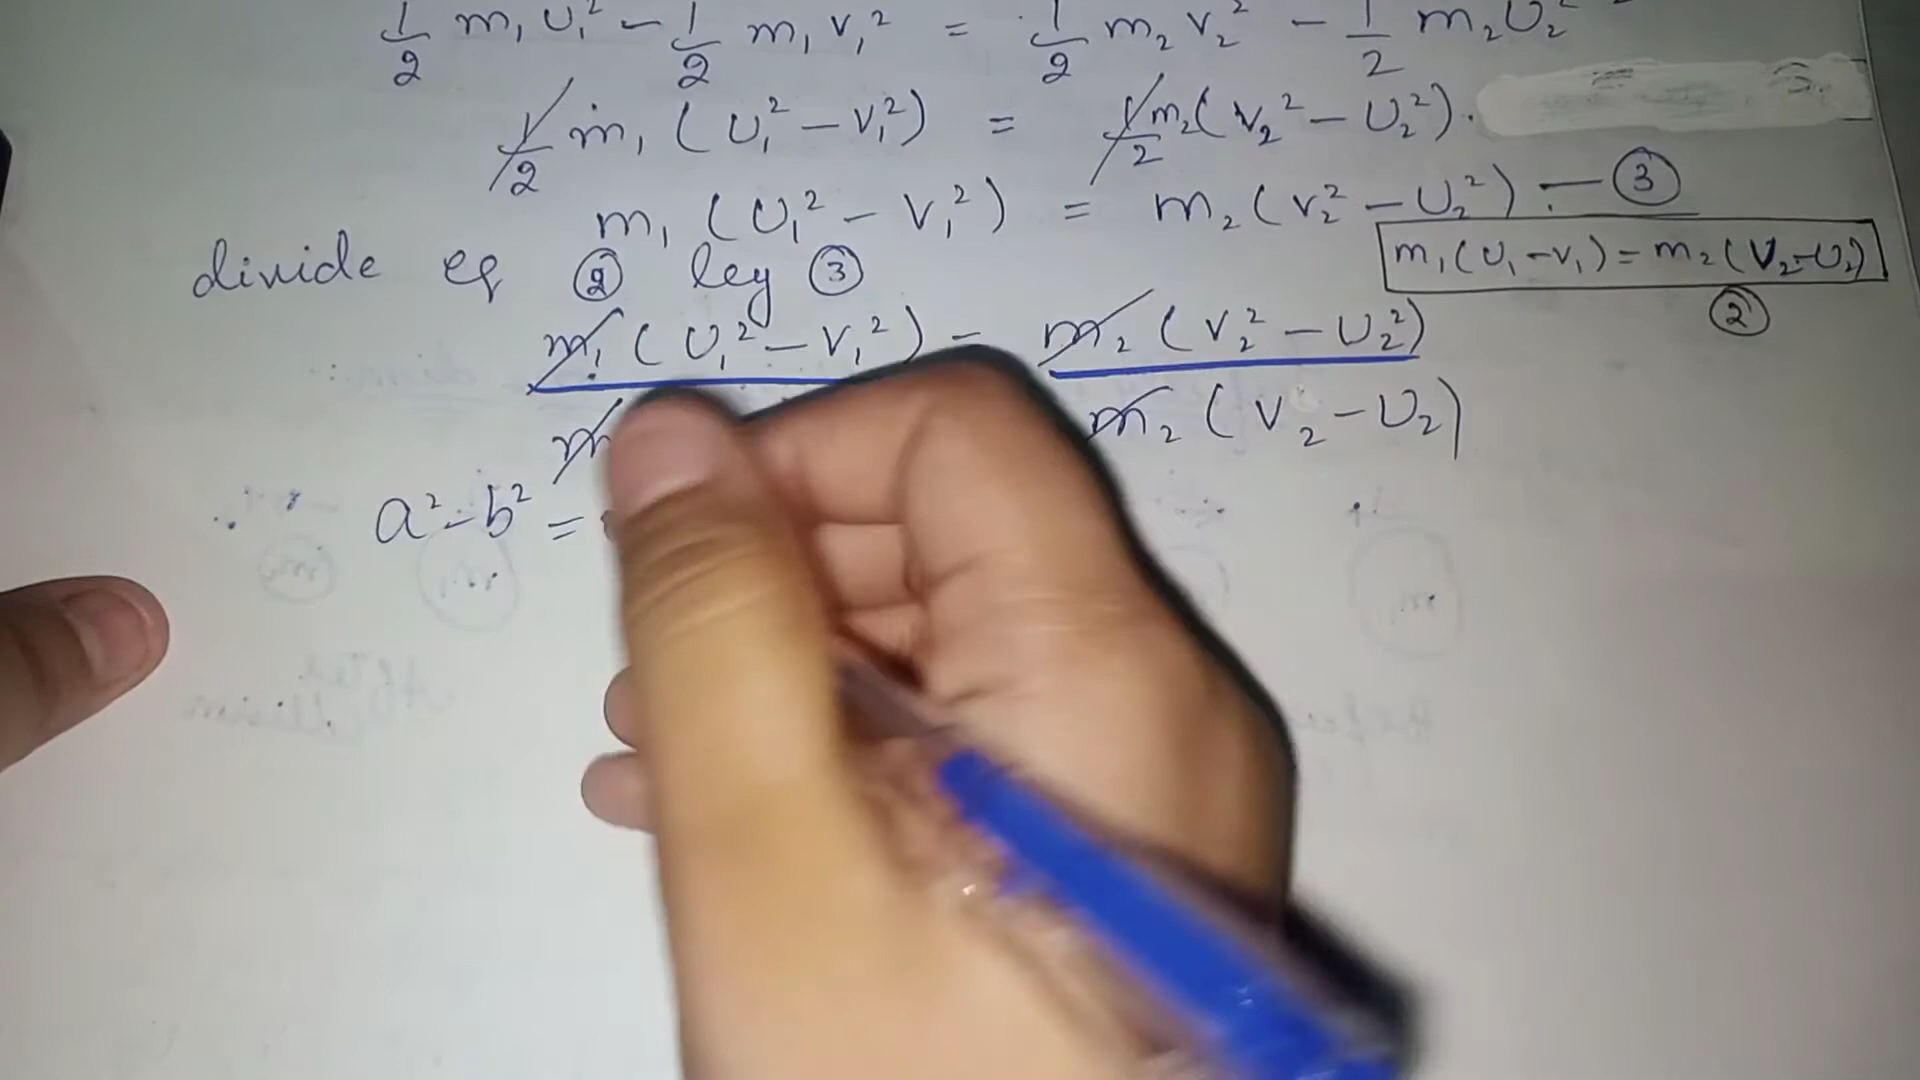 1/2 m₁ U₁² – 1/2 m₁ V₁² = 1/2 m₂ V₂² – 1/2 m₂ U₂²
1/2 m₁ ( U₁² – V₁² ) = 1/2 m₂ ( V₂² – U₂² ).
m₁ ( U₁² – V₁² ) = m₂ ( V₂² – U₂² ) — ③
m₁ ( U₁ – V₁ ) = m₂ ( V₂ – U₂ )
②
divide eq ② by ③
m₁ ( U₁² – V₁² ) = m₂ ( V₂² – U₂² )
m m₂ ( V₂ – U₂ )
a² – b² =
After